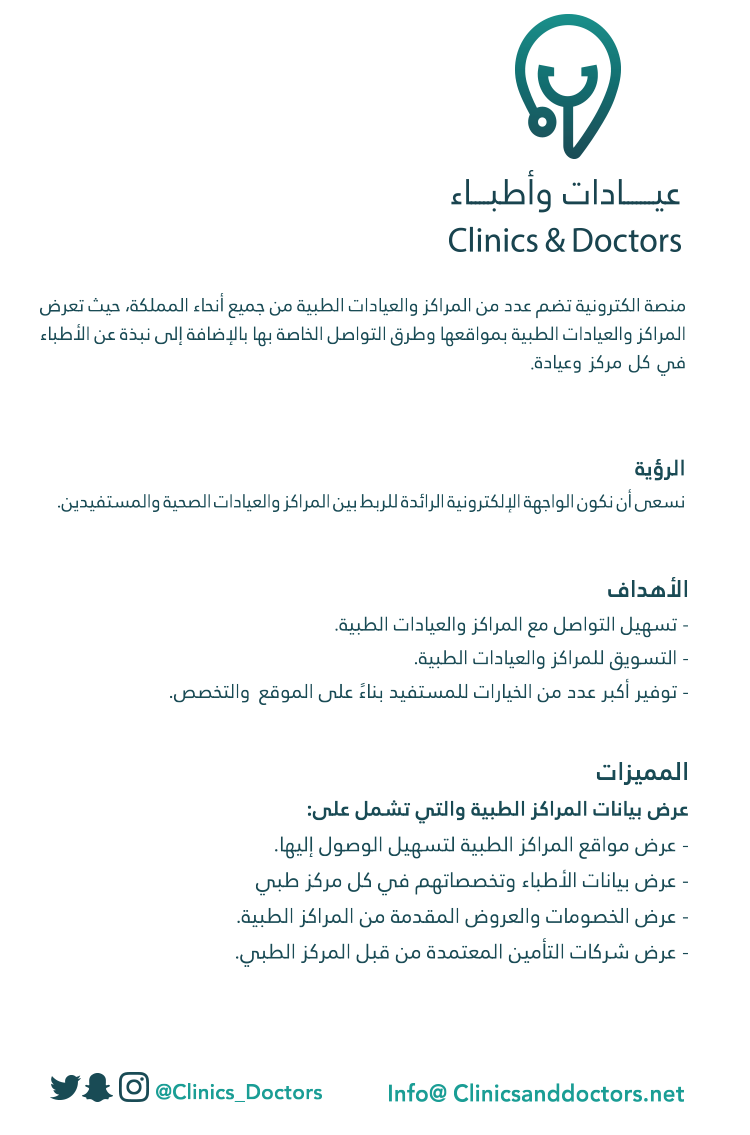 عيـــادات وأطبـــاء
Clinics & Doctors
منصة الكترونية تضم عدد من المراكز والعيادات الطبية من جميع أنحاء المملكة، حيث تعرض
المراكز والعيادات الطبية بمواقعها وطرق التواصل الخاصة بها بالإضافة إلى نبذة عن الأطباء
في كل مركز وعيادة.
الرؤية
نسعى أن نكون الواجهة الإلكترونية الرائدة للربط بين المراكز والعيادات الصحية والمستفيدين.
الأهداف
- تسهيل التواصل مع المراكز والعيادات الطبية.
- التسويق للمراكز والعيادات الطبية.
- توفير أكبر عدد من الخيارات للمستفيد بناءً على الموقع والتخصص.
المميزات
عرض بيانات المراكز الطبية والتي تشمل على:
- عرض مواقع المراكز الطبية لتسهيل الوصول إليها.
- عرض بيانات الأطباء وتخصصاتهم في كل مركز طبي
- عرض الخصومات والعروض المقدمة من المراكز الطبية.
- عرض شركات التأمين المعتمدة من قبل المركز الطبي.
@Clinics_Doctors
Info@ Clinicsanddoctors.net